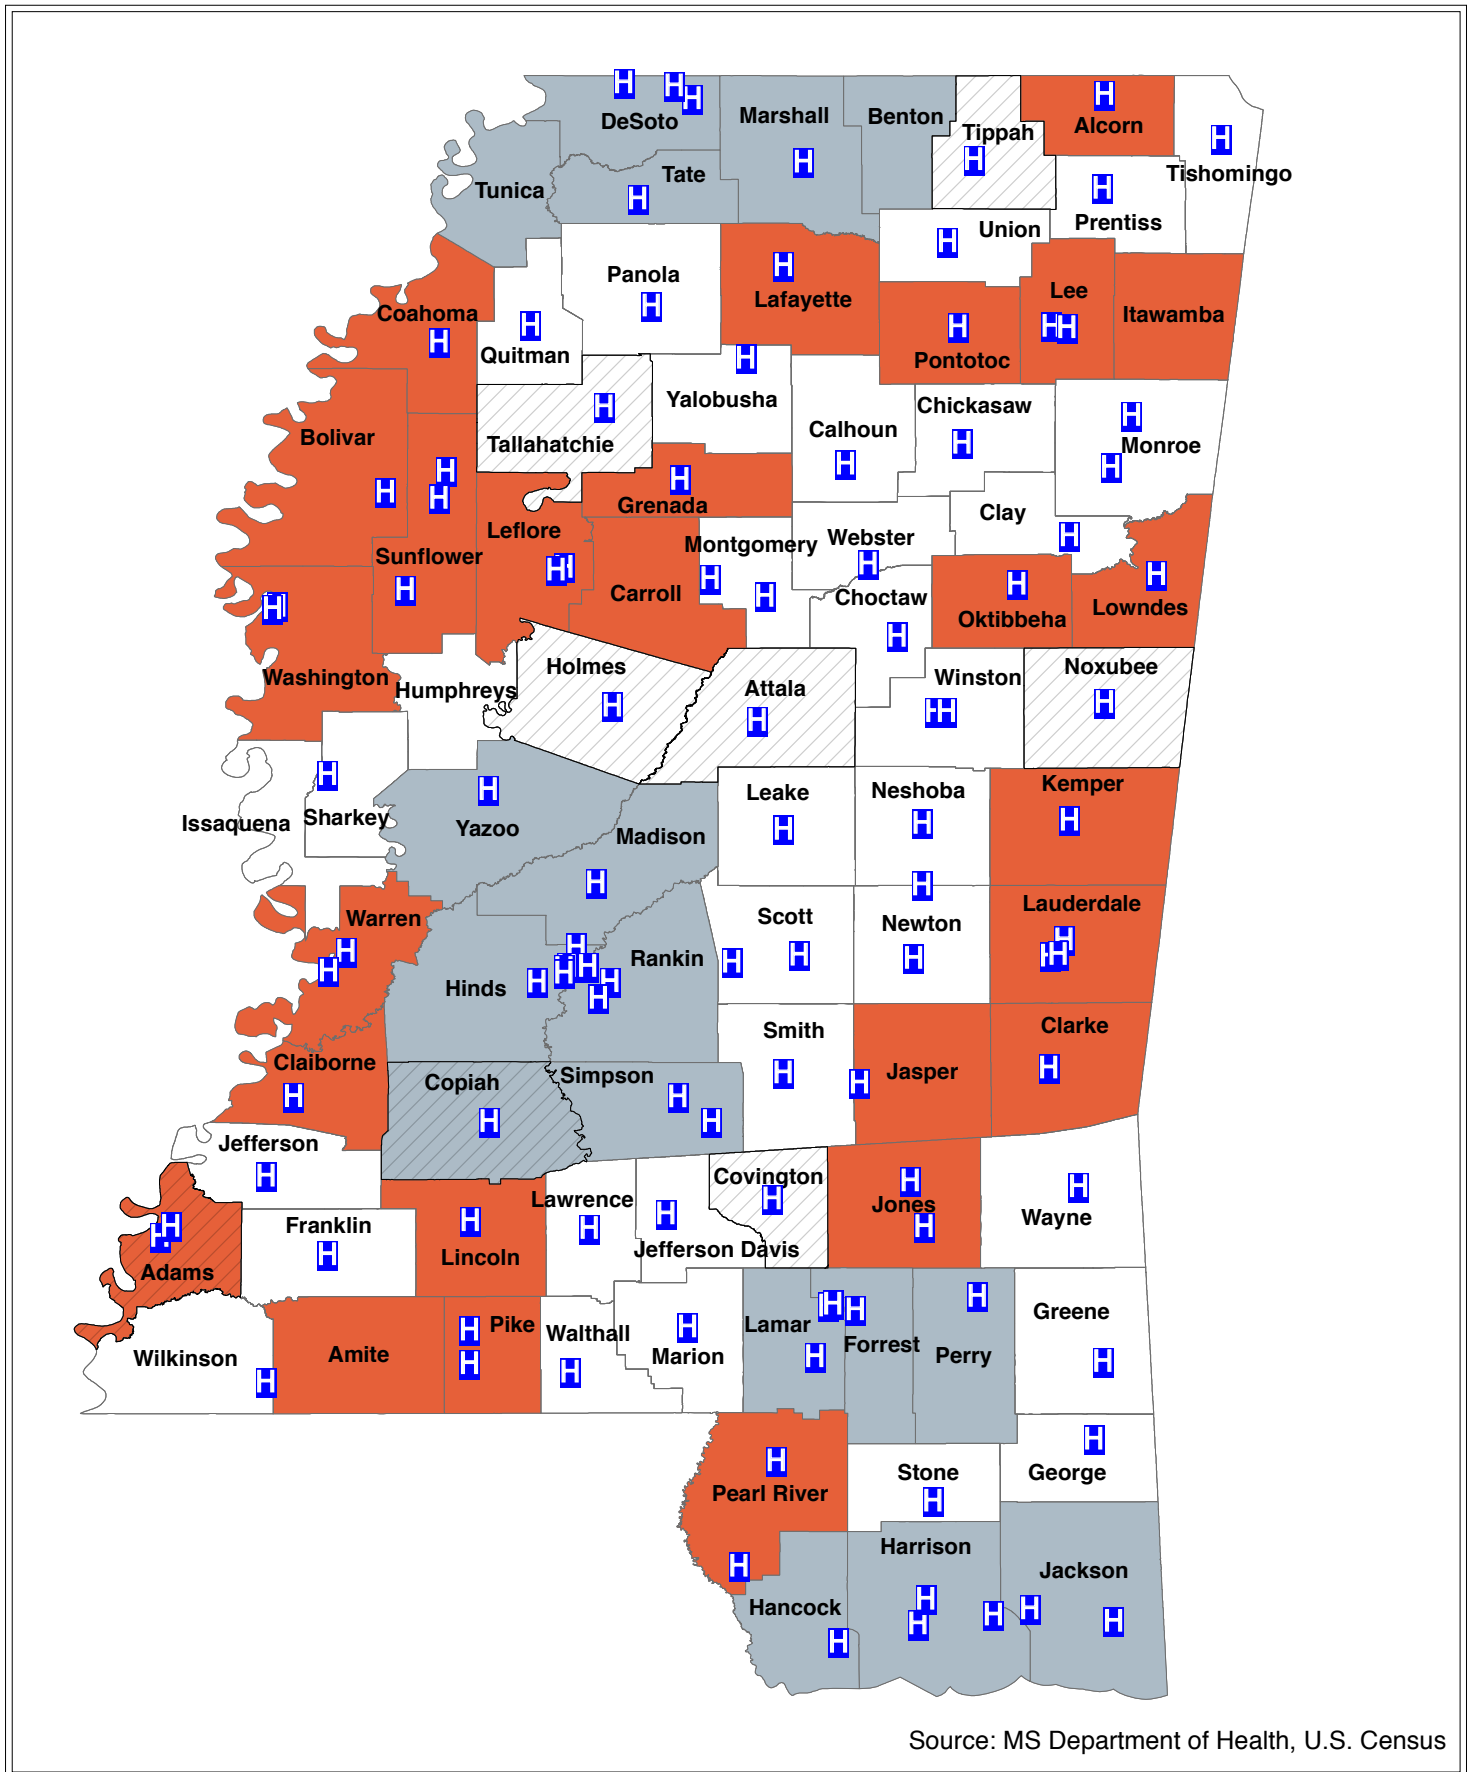 DeSoto
Marshall
Benton
Tippah
Alcorn
Tishomingo
Tunica
Tate
Prentiss
Union
Panola
Lafayette
Lee
Itawamba
Coahoma
Quitman
Pontotoc
Yalobusha
Chickasaw
Calhoun
Monroe
Bolivar
Tallahatchie
Grenada
Clay
Leflore
Webster
Montgomery
Sunflower
Carroll
Choctaw
Oktibbeha
Lowndes
Washington
Humphreys
Holmes
Attala
Winston
Noxubee
Issaquena
Sharkey
Yazoo
Madison
Leake
Neshoba
Kemper
Warren
Scott
Newton
Lauderdale
Hinds
Rankin
Smith
Jasper
Clarke
Claiborne
Copiah
Simpson
Jefferson
Covington
Lawrence
Jefferson Davis
Jones
Wayne
Adams
Franklin
Lincoln
Wilkinson
Amite
Pike
Walthall
Marion
Lamar
Forrest
Perry
Greene
Pearl River
Stone
George
Harrison
Hancock
Jackson
Source: MS Department of Health, U.S. Census